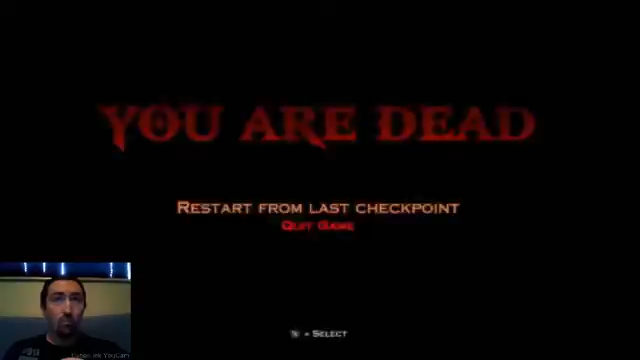 YOU ARE DEAD
RESTART FROM LAST CHECKPOINT
QUIT GAME
= SELECT